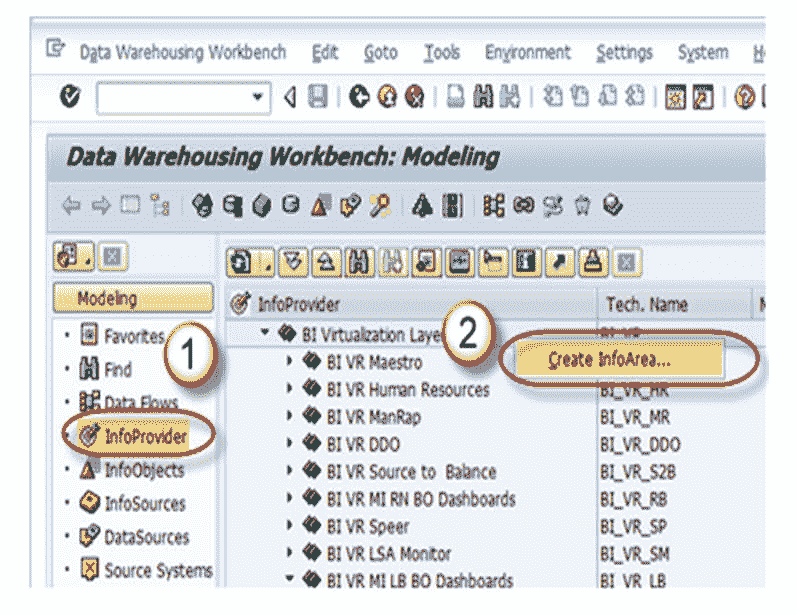 Data Warehousing Workbench Edit Goto Tools Environment Settings System
Data Warehousing Workbench: Modeling
Modeling
InfoProvider Tech. Name
Favorites
1
Find
Data Flows
InfoProvider
InfoObjects
InfoSources
DataSources
Source Systems
BI Virtualization Laye
2
Create InfoArea...
BI VR Maestro
BI VR Human Resources BI_VR_HR
BI VR ManRap BI_VR_MR
BI VR DDO BI_VR_DDO
BI VR Source to Balance BI_VR_S2B
BI VR MI RN BO Dashboards BI_VR_RB
BI VR Speer BI_VR_SP
BI VR LSA Monitor BI_VR_SM
BI VR MI LB BO Dashboards BI_VR_LB